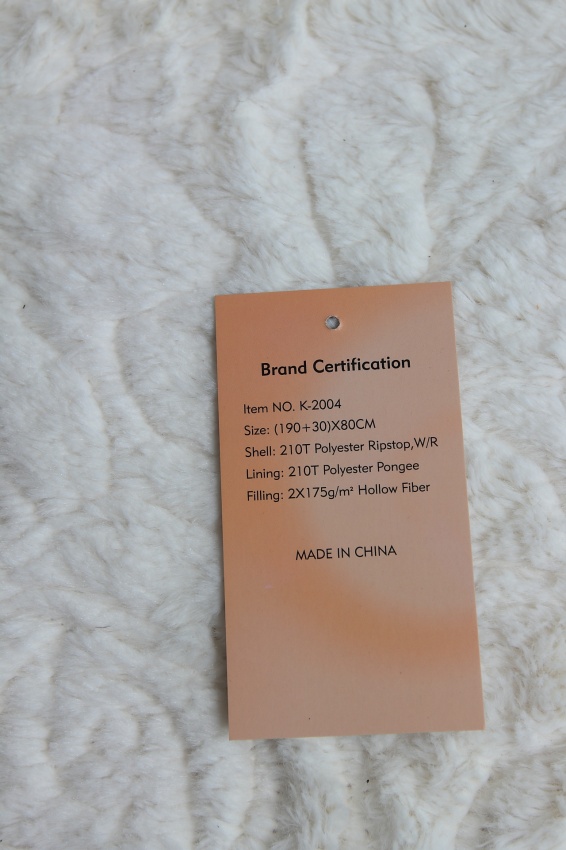 Brand Certification
Item NO. K-2004
Size: (190+30)X80CM
Shell: 210T Polyester Ripstop,W/R
Lining: 210T Polyester Pongee
Filling: 2X175g/m² Hollow Fiber
MADE IN CHINA